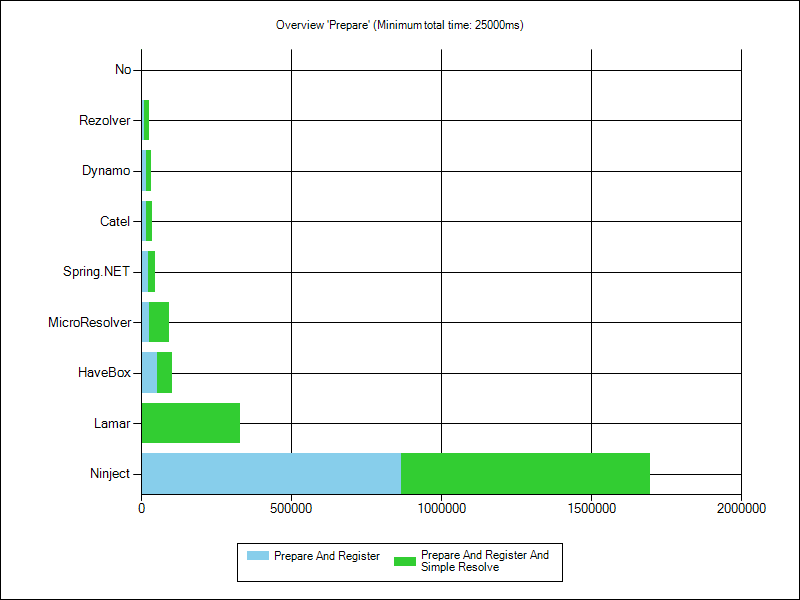 Overview 'Prepare' (Minimum total time: 25000ms)
No
Rezolver
Dynamo
Catel
Spring.NET
MicroResolver
HaveBox
Lamar
Ninject
0 500000 1000000 1500000 2000000
Prepare And Register
Prepare And Register And
Simple Resolve